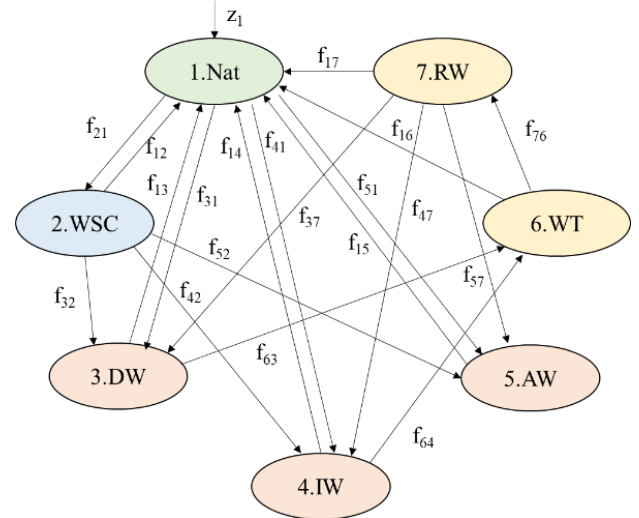 z₁
1.Nat
f₁₇
7.RW
f₂₁
f₁₂
f₁₄
f₄₁
f₁₆
f₇₆
f₁₃
f₃₁
f₅₁
f₃₇
f₄₇
2.WSC
f₅₂
f₁₅
6.WT
f₃₂
f₄₂
f₅₇
f₆₃
3.DW
5.AW
f₆₄
4.IW